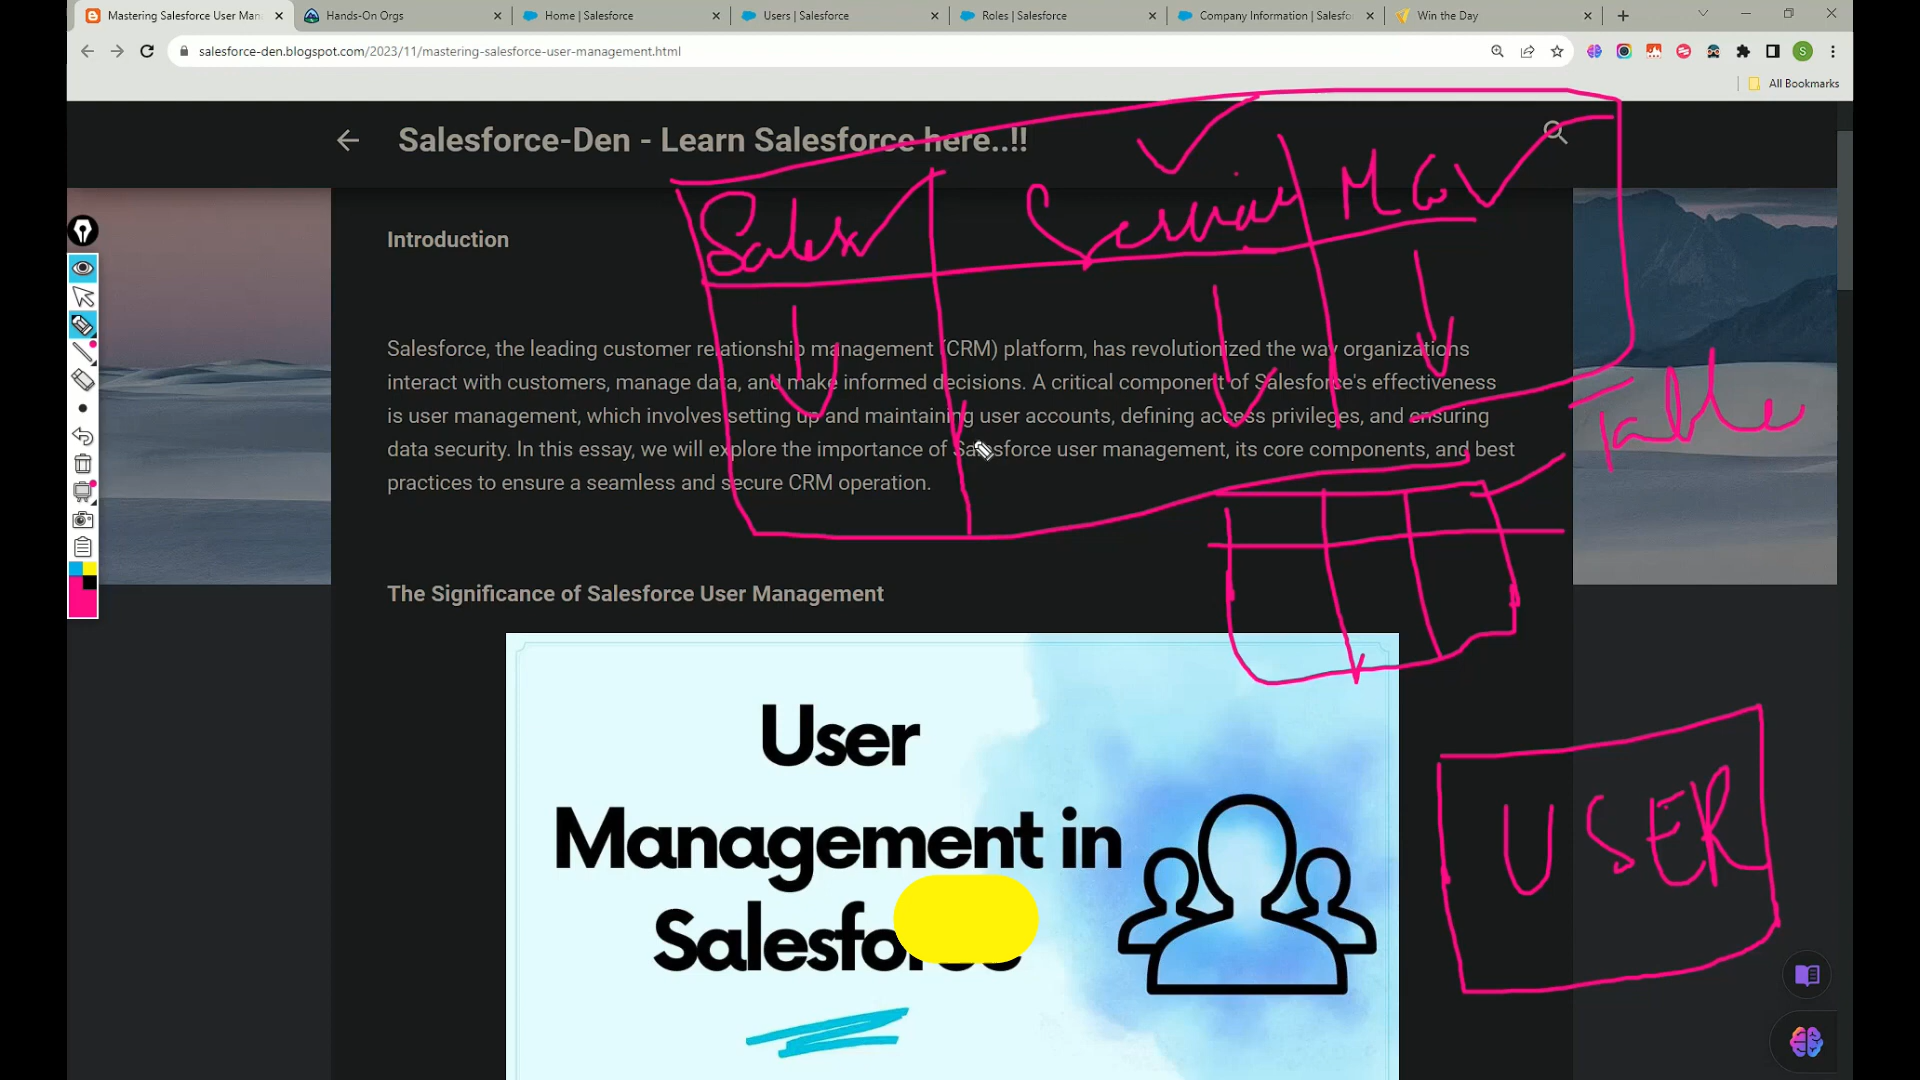 Mastering Salesforce User Man
Hands-On Orgs
Home | Salesforce
Users | Salesforce
Roles | Salesforce
Company Information | Salesfor
Win the Day
salesforce-den.blogspot.com/2023/11/mastering-salesforce-user-management.html
S
All Bookmarks
Salesforce-Den - Learn Salesforce here..!!
Sales
Service
Introduction
Salesforce, the leading customer relationship management (CRM) platform, has revolutionized the way organizations
interact with customers, manage data, and make informed decisions. A critical component of Salesforce's effectiveness
is user management, which involves setting up and maintaining user accounts, defining access privileges, and ensuring
data security. In this essay, we will explore the importance of Salesforce user management, its core components, and best
practices to ensure a seamless and secure CRM operation.
Table
The Significance of Salesforce User Management
User
Management in
Salesforce
USER